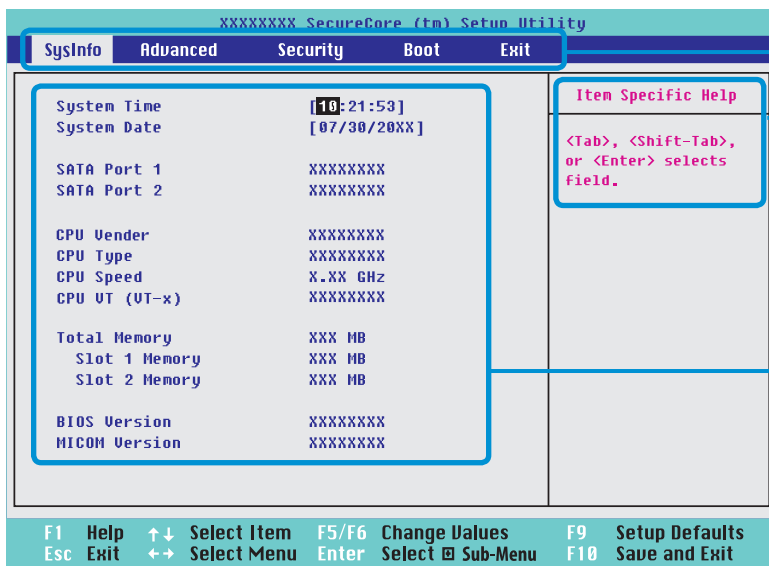 XXXXXXXX SecureCore (tm) Setup Utility
SysInfo Advanced Security Boot Exit
System Time [10:21:53]
System Date [07/30/20XX]
SATA Port 1 XXXXXXXX
SATA Port 2 XXXXXXXX
CPU Vender XXXXXXXX
CPU Type XXXXXXXX
CPU Speed X.XX GHz
CPU VT (VT-x) XXXXXXXX
Total Memory XXX MB
Slot 1 Memory XXX MB
Slot 2 Memory XXX MB
BIOS Version XXXXXXXX
MICOM Version XXXXXXXX
Item Specific Help
<Tab>, <Shift-Tab>,
or <Enter> selects
field.
F1 Help ↑↓ Select Item F5/F6 Change Values F9 Setup Defaults
Esc Exit ←→ Select Menu Enter Select ⊡ Sub-Menu F10 Save and Exit